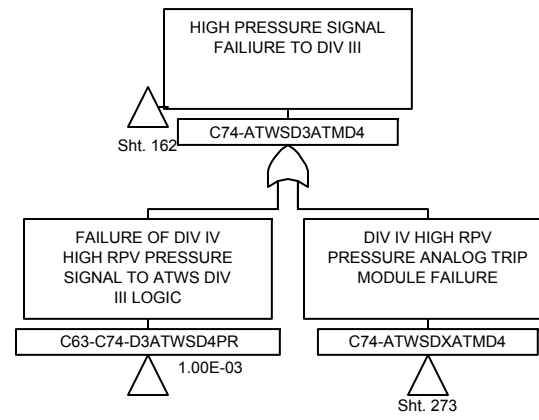 HIGH PRESSURE SIGNAL
FAILIURE TO DIV III
Sht. 162
C74-ATWSD3ATMD4
FAILURE OF DIV IV
HIGH RPV PRESSURE
SIGNAL TO ATWS DIV
III LOGIC
C63-C74-D3ATWSD4PR
1.00E-03
DIV IV HIGH RPV
PRESSURE ANALOG TRIP
MODULE FAILURE
C74-ATWSDXATMD4
Sht. 273